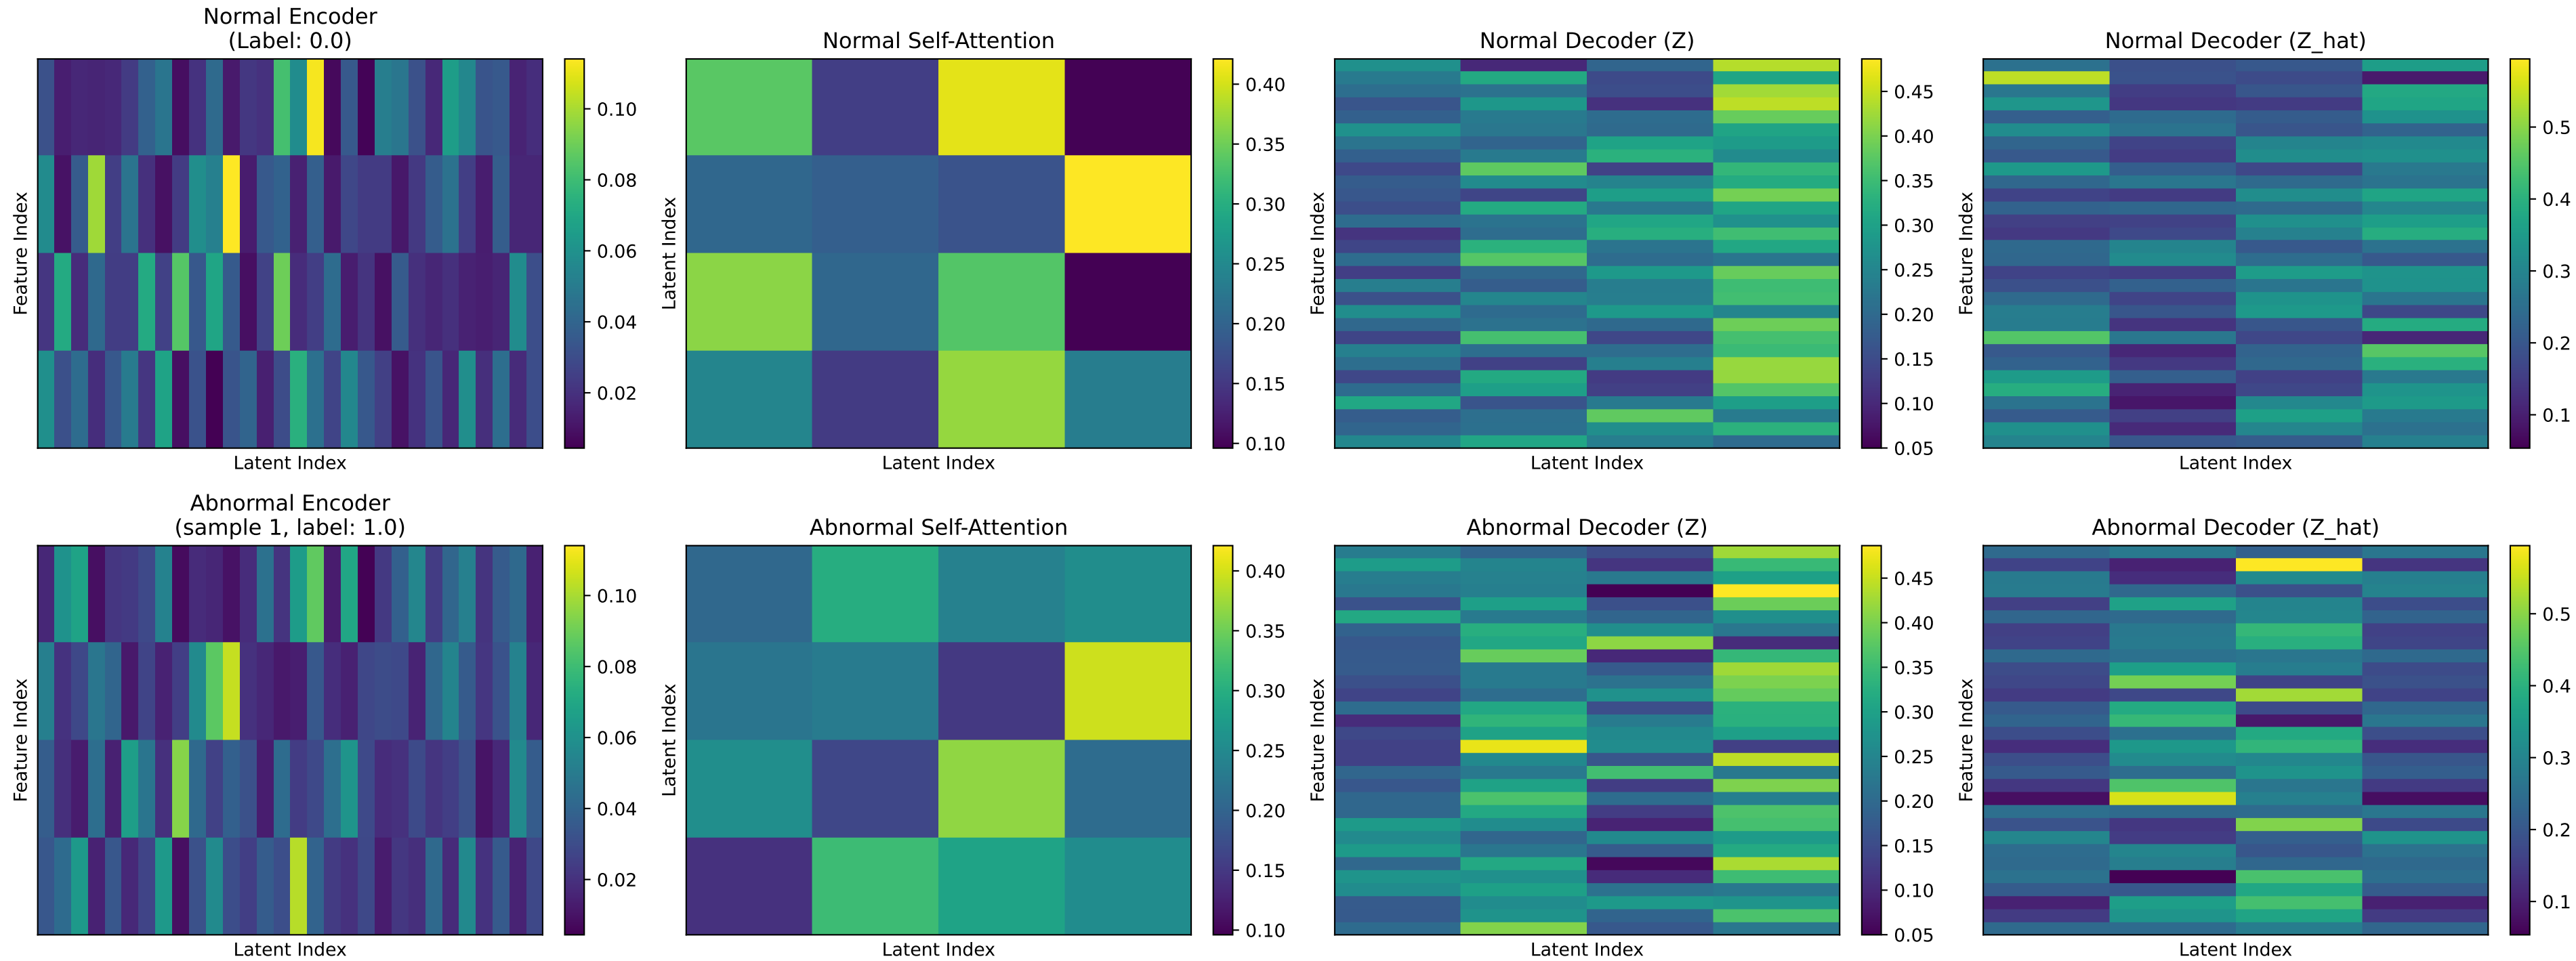 Normal Encoder
(Label: 0.0)
Feature Index
Latent Index
0.10
0.08
0.06
0.04
0.02
Normal Self-Attention
Latent Index
Latent Index
0.40
0.35
0.30
0.25
0.20
0.15
0.10
Normal Decoder (Z)
Feature Index
Latent Index
0.45
0.40
0.35
0.30
0.25
0.20
0.15
0.10
0.05
Normal Decoder (Z_hat)
Feature Index
Latent Index
0.5
0.4
0.3
0.2
0.1
Abnormal Encoder
(sample 1, label: 1.0)
Feature Index
Latent Index
0.10
0.08
0.06
0.04
0.02
Abnormal Self-Attention
Latent Index
Latent Index
0.40
0.35
0.30
0.25
0.20
0.15
0.10
Abnormal Decoder (Z)
Feature Index
Latent Index
0.45
0.40
0.35
0.30
0.25
0.20
0.15
0.10
0.05
Abnormal Decoder (Z_hat)
Feature Index
Latent Index
0.5
0.4
0.3
0.2
0.1